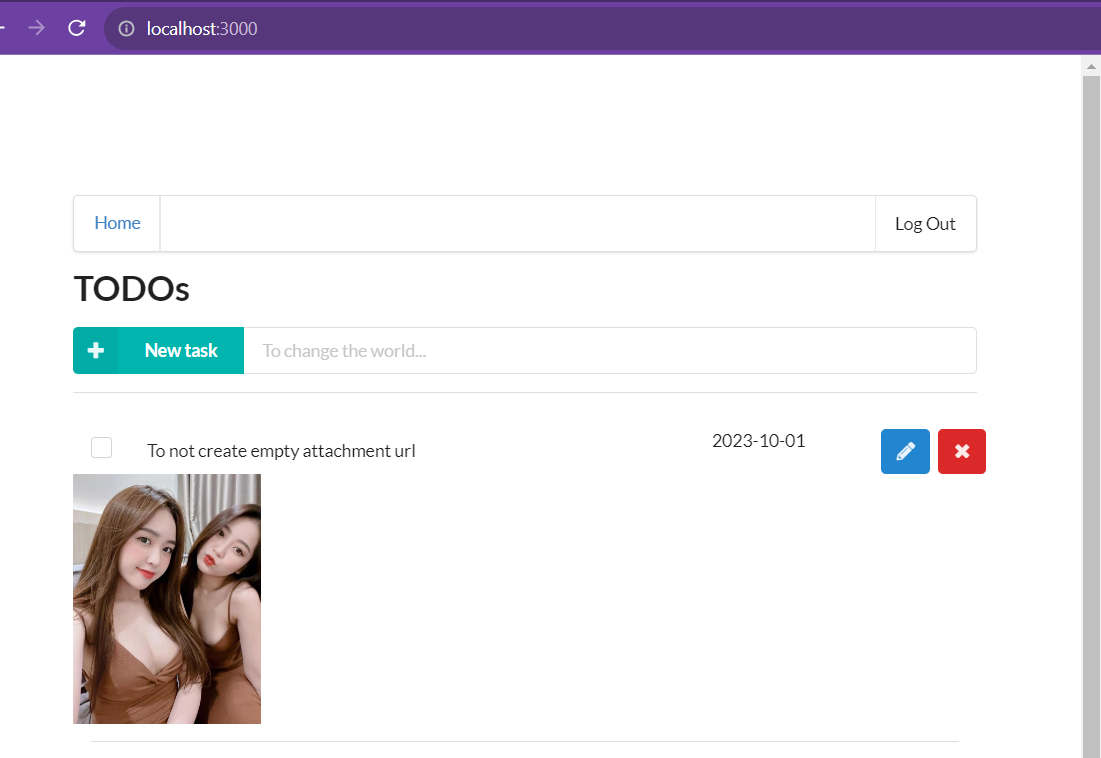 localhost:3000
Home
Log Out
TODOs
New task
To change the world...
To not create empty attachment url
2023-10-01